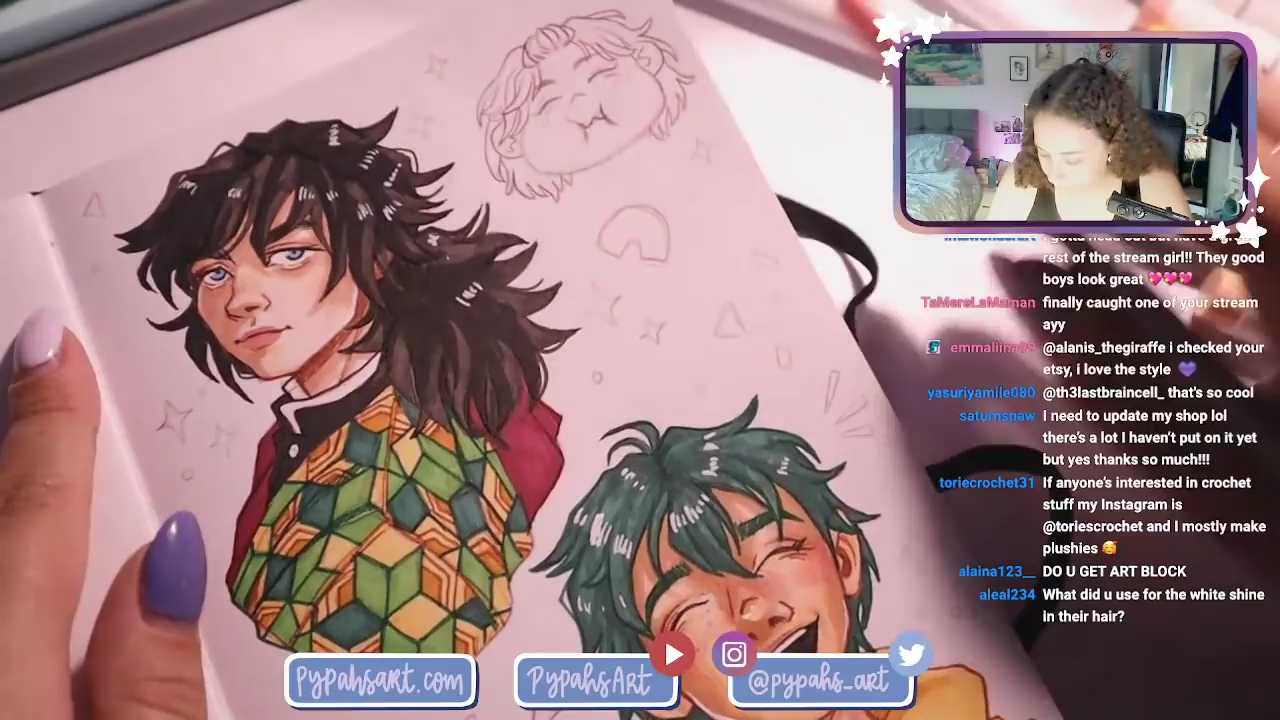 rest of the stream girl!! They good
boys look great
TaMereLaMaman finally caught one of your stream
ayy
@alanis_thegiraffe i checked your
etsy, i love the style
yasuriyamile080 @th3lastbraincell_ that's so cool
saturnspaw I need to update my shop lol
there's a lot I haven't put on it yet
but yes thanks so much!!!
toriecrochet31 If anyone's interested in crochet
stuff my Instagram is
@toriescrochet and I mostly make
plushies
alaina123__ DO U GET ART BLOCK
aleal234 What did u use for the white shine
in their hair?
Pypahsart.com
PypahsArt
@pypahs_art